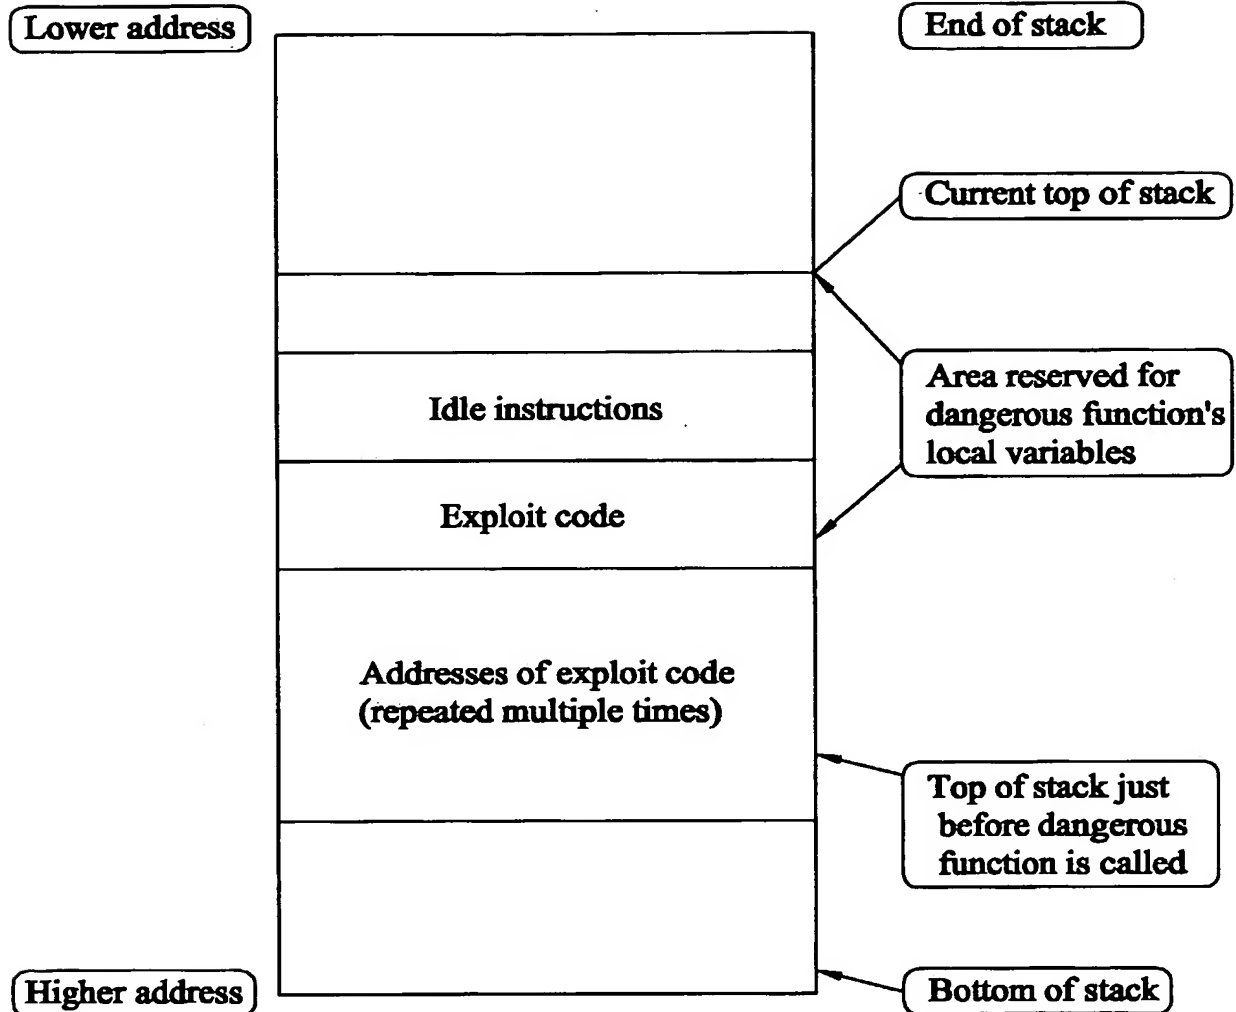 Lower address
End of stack
Current top of stack
Area reserved for
dangerous function's
local variables
Idle instructions
Exploit code
Addresses of exploit code
(repeated multiple times)
Top of stack just
before dangerous
function is called
Higher address
Bottom of stack